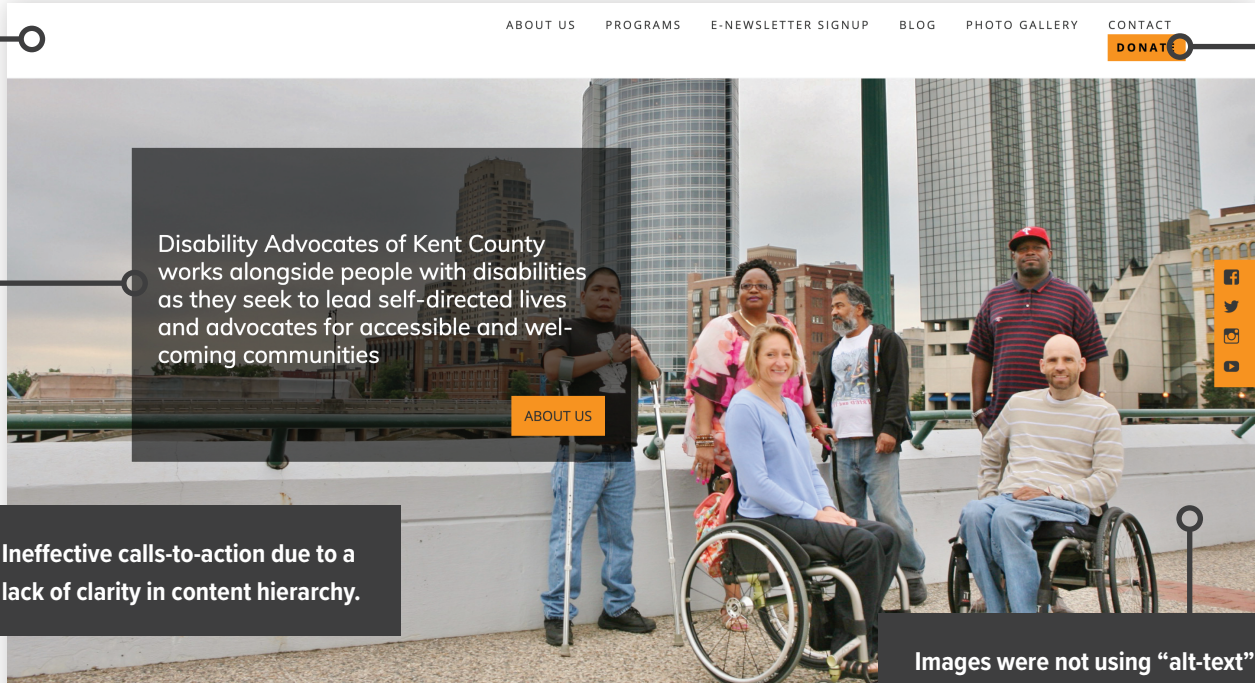 ABOUT US PROGRAMS E-NEWSLETTER SIGNUP BLOG PHOTO GALLERY CONTACT
DONATE
Disability Advocates of Kent County
works alongside people with disabilities
as they seek to lead self-directed lives
and advocates for accessible and wel-
coming communities
ABOUT US
Ineffective calls-to-action due to a
lack of clarity in content hierarchy.
Images were not using “alt-text”